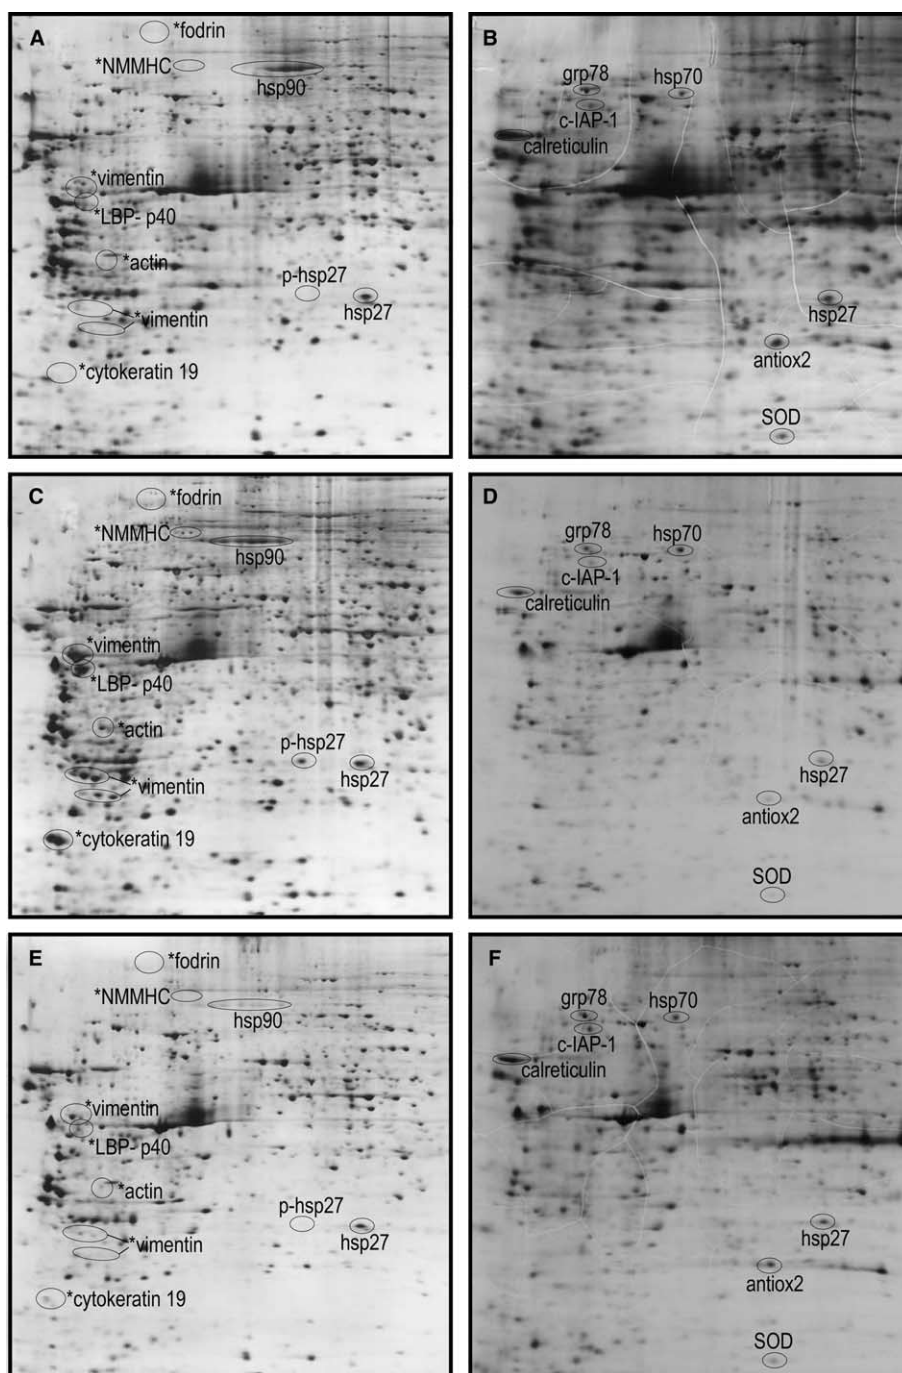 A
*fodrin
*NMMHC
hsp90
*vimentin
*LBP- p40
*actin
p-hsp27
hsp27
*vimentin
*cytokeratin 19
B
grp78
hsp70
c-IAP-1
calreticulin
hsp27
antiox2
SOD
C
*fodrin
*NMMHC
hsp90
*vimentin
*LBP- p40
*actin
p-hsp27
hsp27
*vimentin
*cytokeratin 19
D
grp78
hsp70
c-IAP-1
calreticulin
hsp27
antiox2
SOD
E
*fodrin
*NMMHC
hsp90
*vimentin
*LBP- p40
*actin
p-hsp27
hsp27
*vimentin
*cytokeratin 19
F
grp78
hsp70
c-IAP-1
calreticulin
hsp27
antiox2
SOD